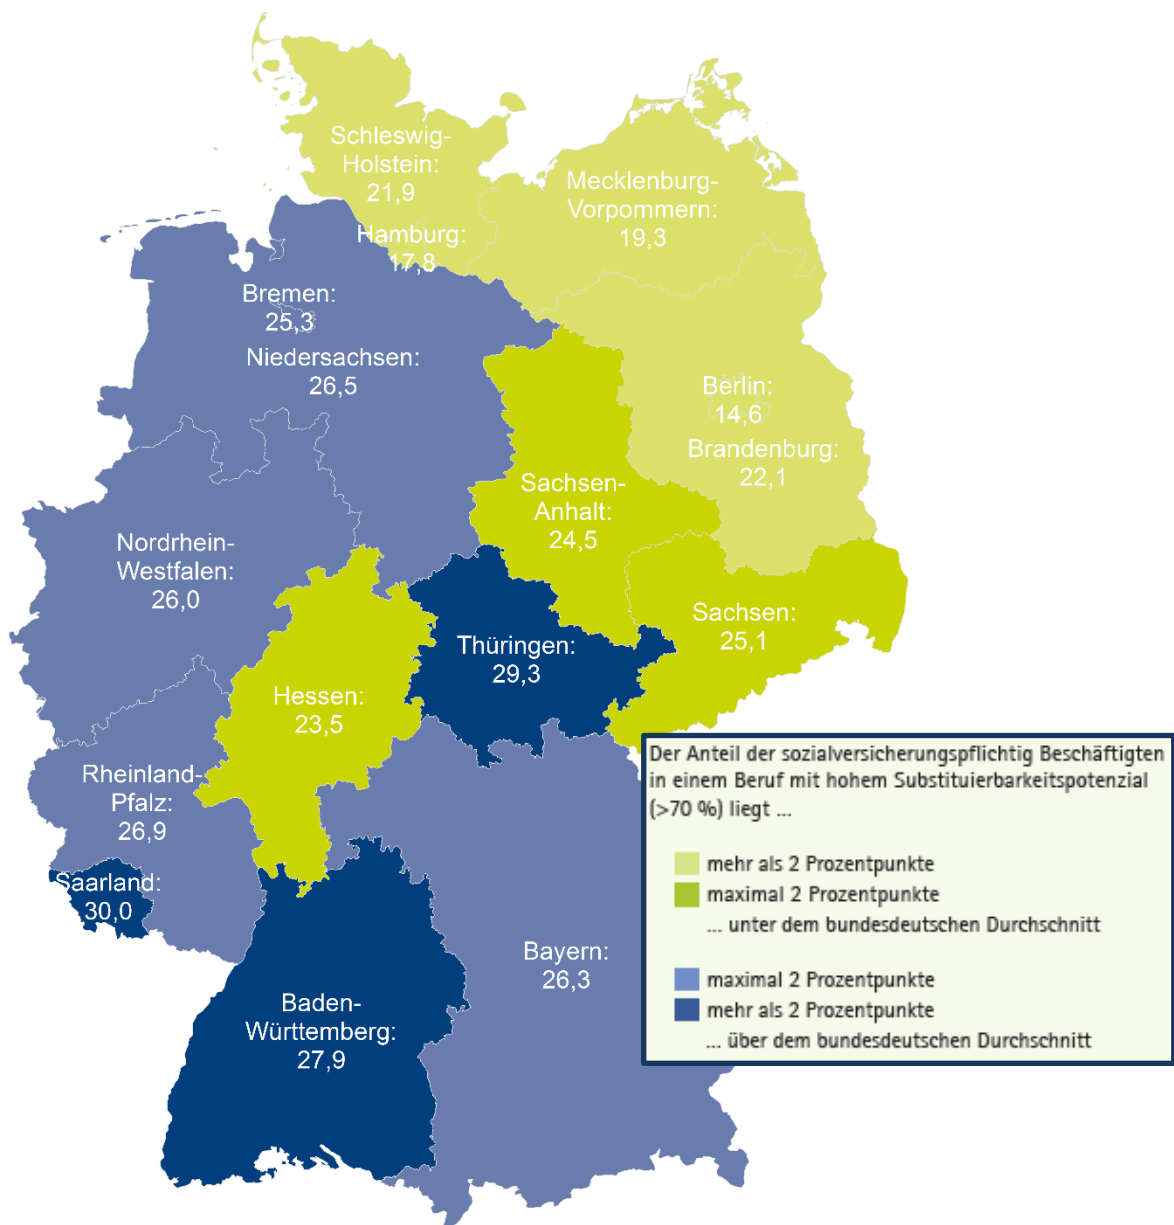 Schleswig-
Holstein:
21,9
Mecklenburg-
Vorpommern:
19,3
Hamburg:
17,8
Bremen:
25,3
Niedersachsen:
26,5
Berlin:
14,6
Brandenburg:
22,1
Sachsen-
Anhalt:
24,5
Nordrhein-
Westfalen:
26,0
Sachsen:
25,1
Thüringen:
29,3
Hessen:
23,5
Rheinland-
Pfalz:
26,9
Saarland:
30,0
Bayern:
26,3
Baden-
Württemberg:
27,9
Der Anteil der sozialversicherungspflichtig Beschäftigten
in einem Beruf mit hohem Substituierbarkeitspotenzial
(>70 %) liegt ...
mehr als 2 Prozentpunkte
maximal 2 Prozentpunkte
... unter dem bundesdeutschen Durchschnitt
maximal 2 Prozentpunkte
mehr als 2 Prozentpunkte
... über dem bundesdeutschen Durchschnitt